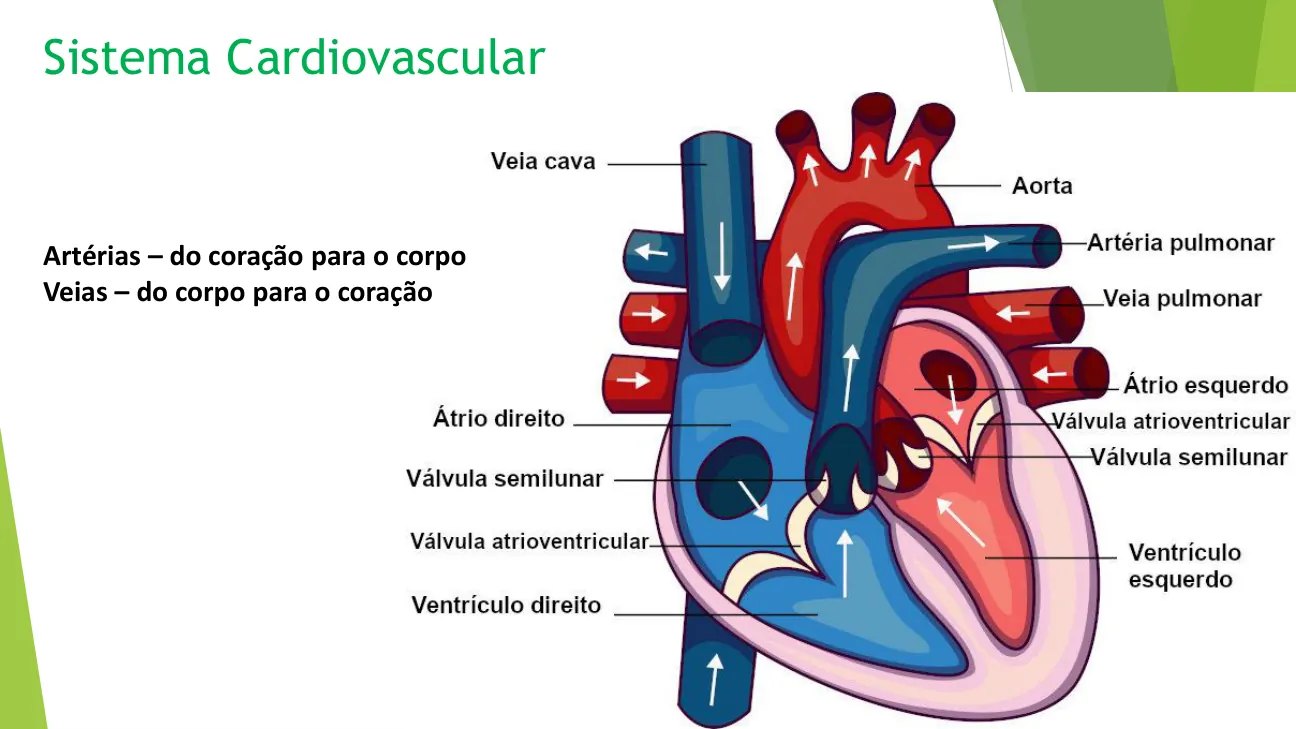 Sistema Cardiovascular
Veia cava
Aorta
Artérias – do coração para o corpo
Veias – do corpo para o coração
Artéria pulmonar
Veia pulmonar
Átrio direito
Átrio esquerdo
Válvula atrioventricular
Válvula semilunar
Válvula semilunar
Válvula atrioventricular
Ventrículo direito
Ventrículo
esquerdo